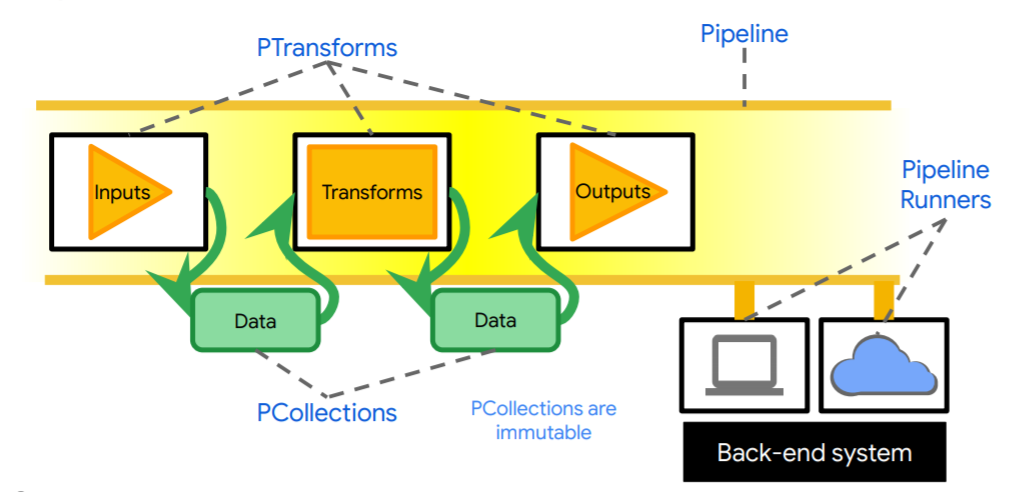 PTransforms
Pipeline
Inputs
Transforms
Outputs
Pipeline
Runners
Data
Data
PCollections
PCollections are
immutable
Back-end system